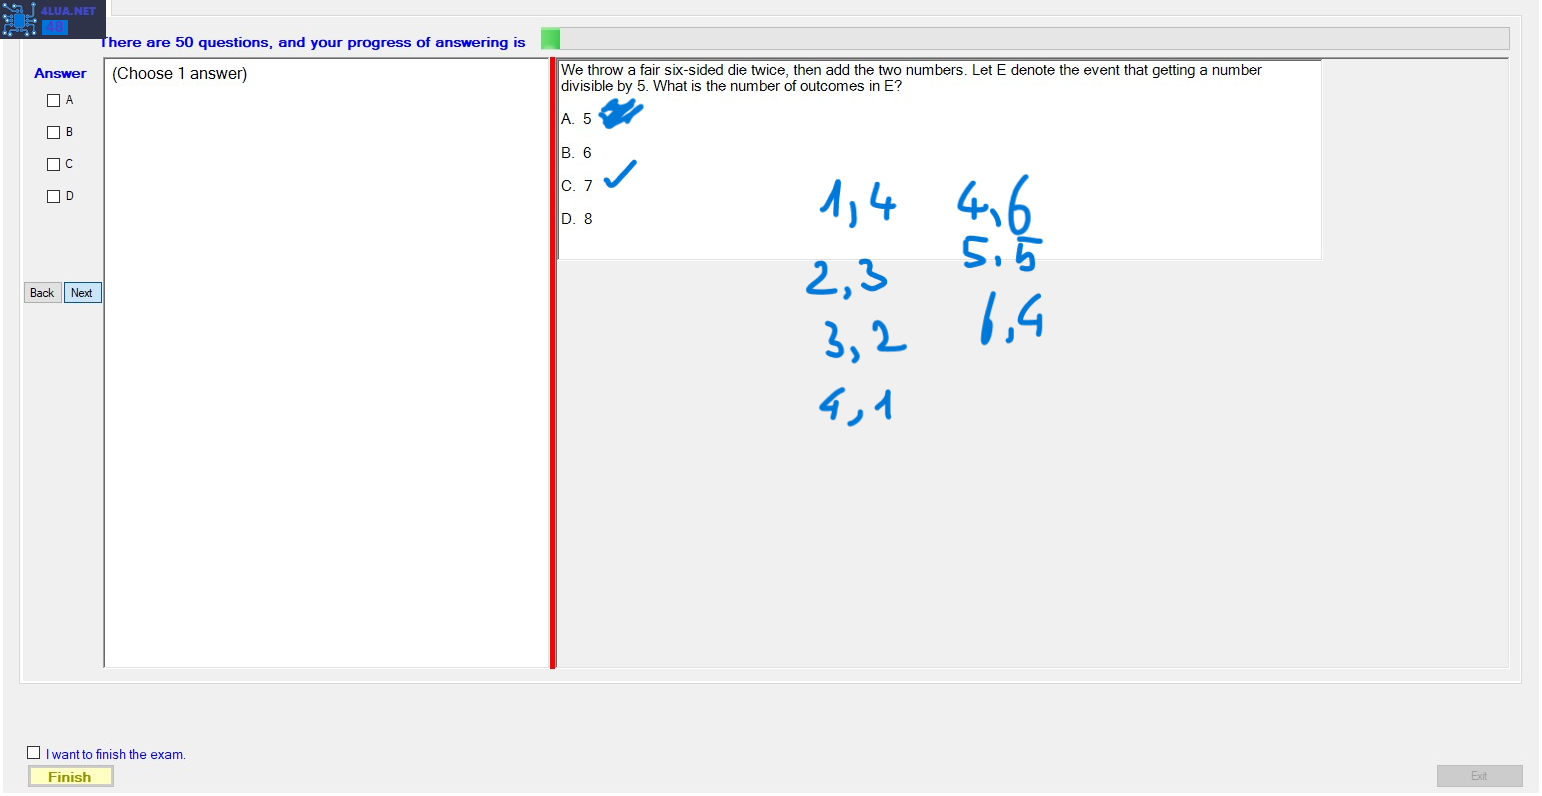 4LUA.NET
48
There are 50 questions, and your progress of answering is
Answer
(Choose 1 answer)
A
B
C
D
Back Next
We throw a fair six-sided die twice, then add the two numbers. Let E denote the event that getting a number
divisible by 5. What is the number of outcomes in E?
A. 5
B. 6
C. 7
D. 8
1,4
2,3
3,2
4,1
4,6
5,5
6,4
I want to finish the exam.
Finish
Exit